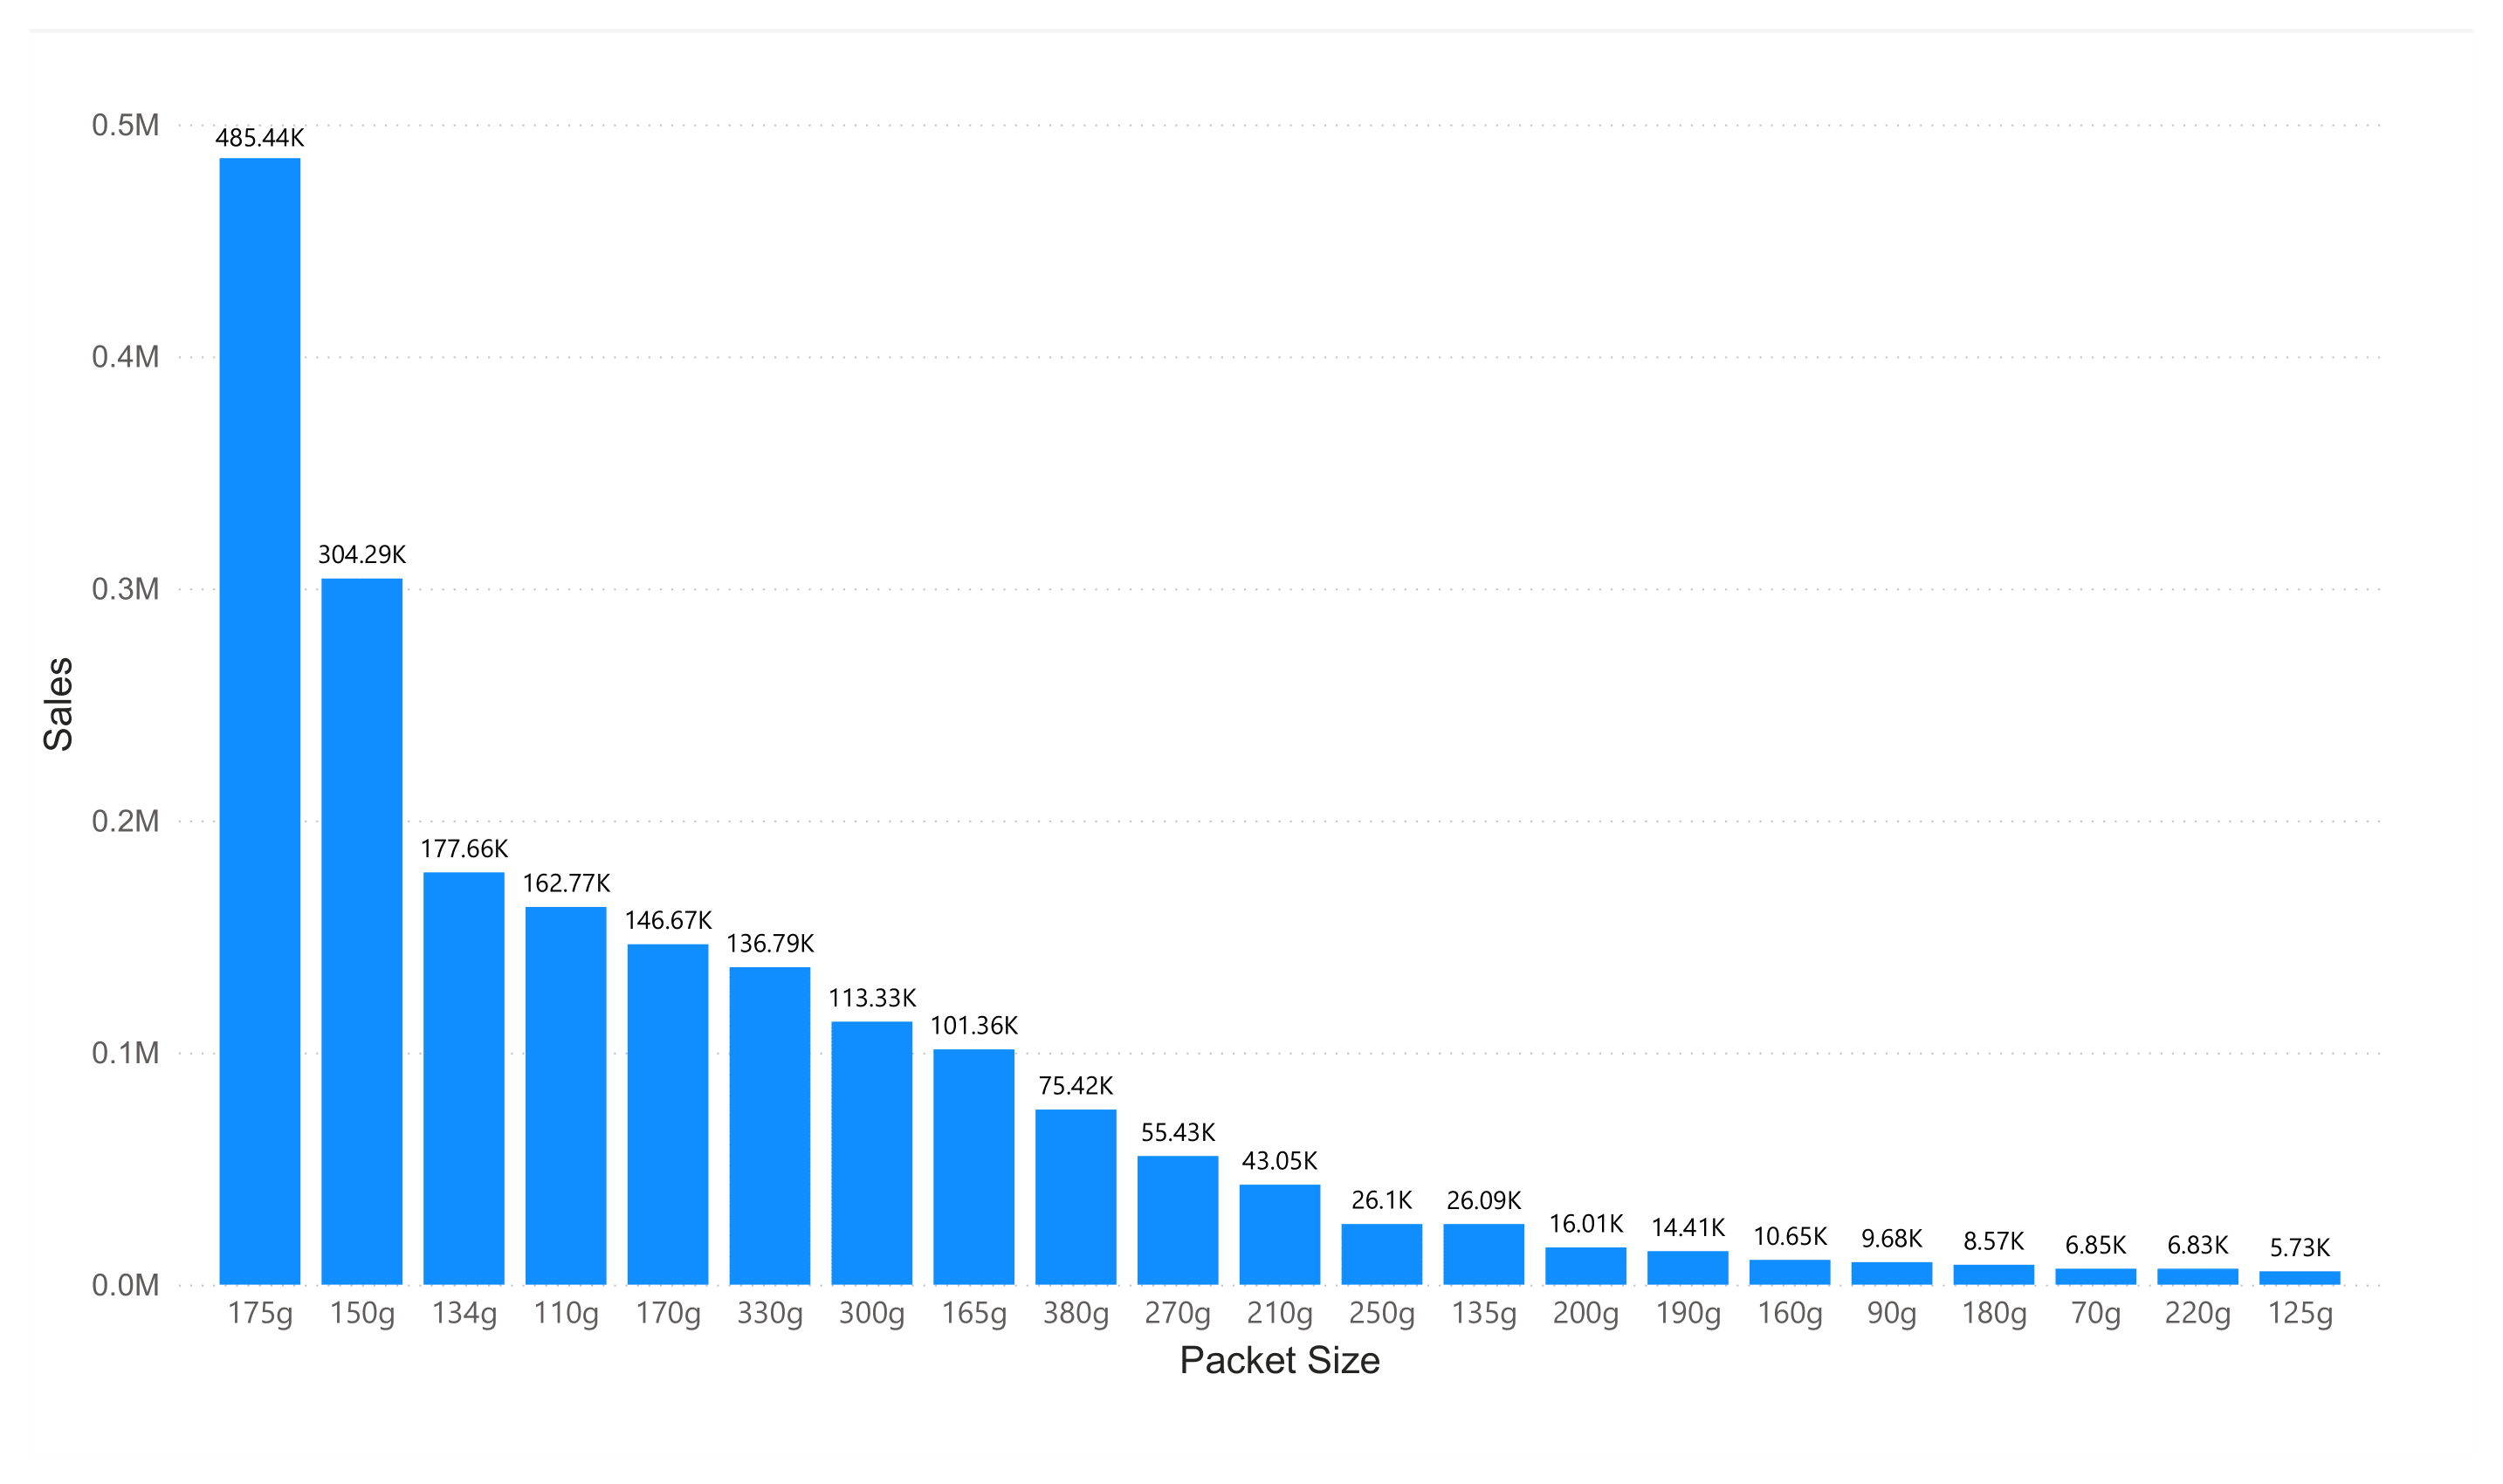 0.5M
485.44K
0.4M
304.29K
0.3M
Sales
0.2M
177.66K
162.77K
146.67K
136.79K
113.33K
101.36K
0.1M
75.42K
55.43K
43.05K
26.1K 26.09K
16.01K 14.41K 10.65K 9.68K 8.57K 6.85K 6.83K 5.73K
0.0M
175g 150g 134g 110g 170g 330g 300g 165g 380g 270g 210g 250g 135g 200g 190g 160g 90g 180g 70g 220g 125g
Packet Size